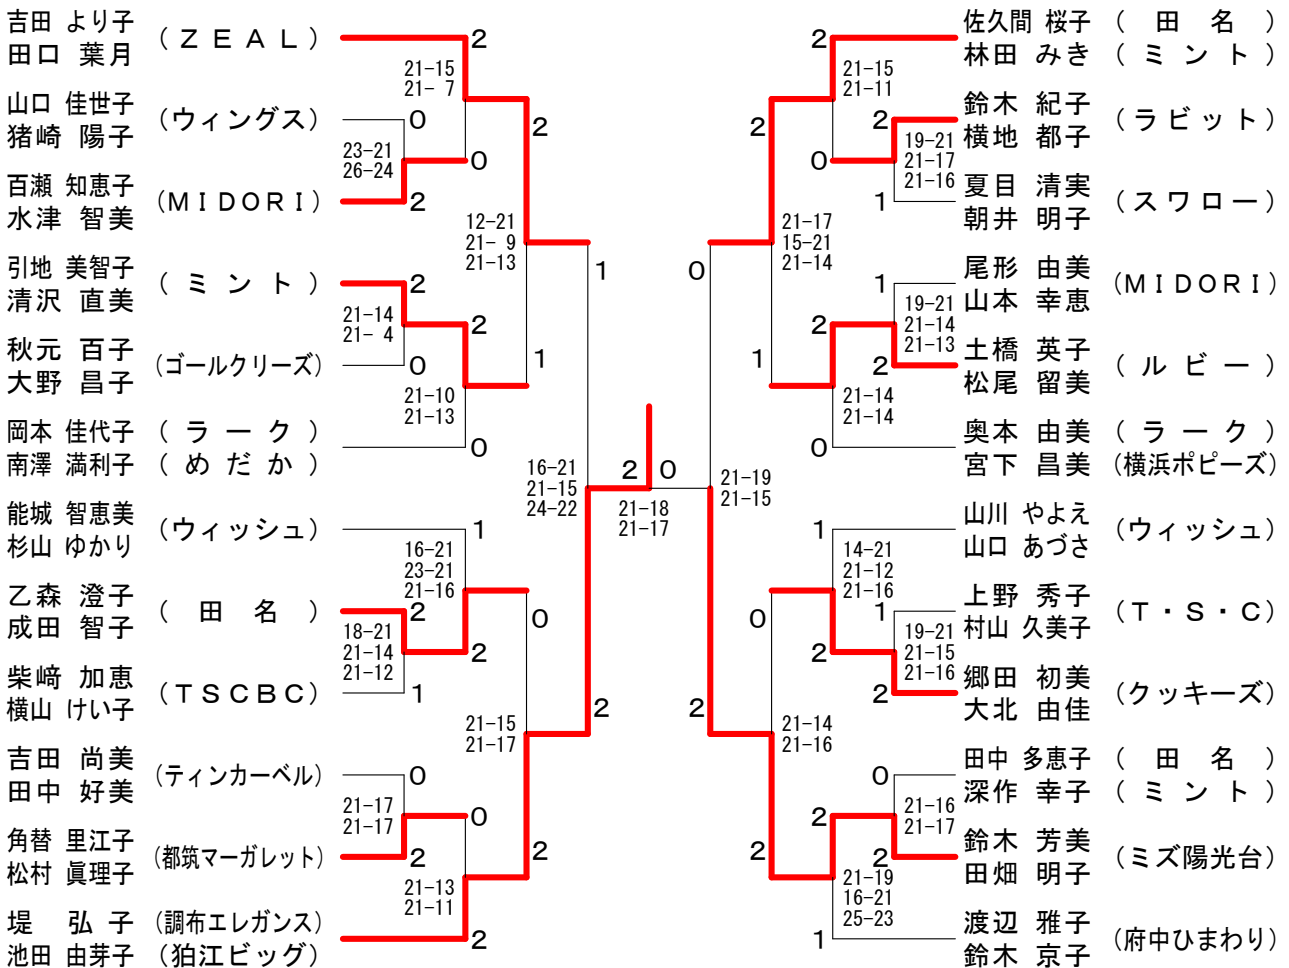 吉田 より子
田口 葉月
(ZEAL)
2
21-15
21- 7
山口 佳世子
猪崎 陽子
(ウィングス)
0
23-21
26-24
0
2
百瀬 知恵子
水津 智美
(MIDORI)
2
12-21
21- 9
21-13
1
引地 美智子
清沢 直美
(ミント)
2
21-14
21- 4
2
1
秋元 百子
大野 昌子
(ゴールクリーズ)
0
21-10
21-13
岡本 佳代子 (ラーク)
南澤 満利子 (めだか)
0
16-21
21-15
24-22
2
0
21-18
21-17
能城 智恵美
杉山 ゆかり
(ウィッシュ)
1
16-21
23-21
21-16
乙森 澄子
成田 智子
(田名)
2
18-21
21-14
21-12
2
0
柴﨑 加恵
横山 けい子
(TSCBC)
1
21-15
21-17
2
吉田 尚美
田中 好美
(ティンカーベル)
0
21-17
21-17
0
角替 里江子
松村 眞理子
(都筑マーガレット)
2
21-13
21-11
2
堤 弘子 (調布エレガンス)
池田 由芽子 (狛江ビッグ)
2
佐久間 桜子 (田名)
林田 みき (ミント)
2
21-15
21-11
鈴木 紀子
横地 都子
(ラビット)
2
19-21
21-17
21-16
0
2
夏目 清実
朝井 明子
(スワロー)
1
21-17
15-21
21-14
0
尾形 由美
山本 幸恵
(MIDORI)
1
19-21
21-14
21-13
2
1
土橋 英子
松尾 留美
(ルビー)
2
21-14
21-14
奥本 由美 (ラーク)
宮下 昌美 (横浜ポピーズ)
0
21-19
21-15
山川 やよえ
山口 あづさ
(ウィッシュ)
1
14-21
21-12
21-16
上野 秀子
村山 久美子
(T・S・C)
1
19-21
21-15
21-16
2
0
郷田 初美
大北 由佳
(クッキーズ)
2
21-14
21-16
2
田中 多恵子 (田名)
深作 幸子 (ミント)
0
21-16
21-17
2
鈴木 芳美
田畑 明子
(ミズ陽光台)
2
21-19
16-21
25-23
2
渡辺 雅子
鈴木 京子
(府中ひまわり)
1